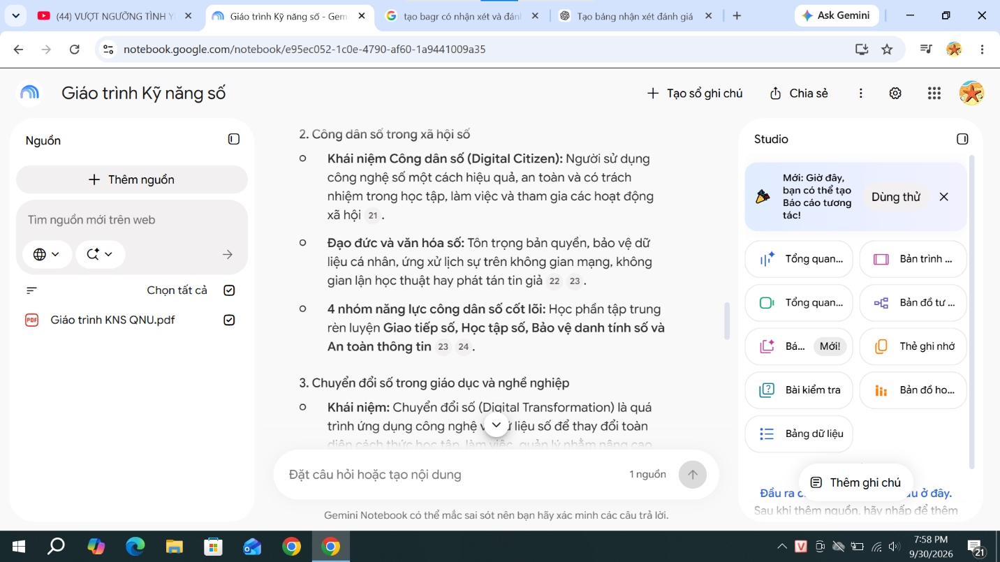 (44) VƯỢT NGƯỠNG TÌNH Y
Giáo trình Kỹ năng số - Gem
tạo bagr có nhận xét và đánh
Tạo bảng nhận xét đánh giá
Ask Gemini
notebook.google.com/notebook/e95ec052-1c0e-4790-af60-1a9441009a35
Giáo trình Kỹ năng số
Tạo sổ ghi chú
Chia sẻ
Nguồn
Thêm nguồn
Tìm nguồn mới trên web
Chọn tất cả
PDF
Giáo trình KNS QNU.pdf
2. Công dân số trong xã hội số
Khái niệm Công dân số (Digital Citizen): Người sử dụng
công nghệ số một cách hiệu quả, an toàn và có trách
nhiệm trong học tập, làm việc và tham gia các hoạt động
xã hội 21 .
Đạo đức và văn hóa số: Tôn trọng bản quyền, bảo vệ dữ
liệu cá nhân, ứng xử lịch sự trên không gian mạng, không
gian lận học thuật hay phát tán tin giả 22 23 .
4 nhóm năng lực công dân số cốt lõi: Học phần tập trung
rèn luyện Giao tiếp số, Học tập số, Bảo vệ danh tính số và
An toàn thông tin 23 24 .
3. Chuyển đổi số trong giáo dục và nghề nghiệp
Khái niệm: Chuyển đổi số (Digital Transformation) là quá
trình ứng dụng công nghệ liệu số để thay đổi toàn
diện cách thức học tập, làm việc, quản lý nhằm nâng cao
Đặt câu hỏi hoặc tạo nội dung
1 nguồn
Gemini Notebook có thể mắc sai sót nên bạn hãy xác minh các câu trả lời.
Studio
Mới: Giờ đây,
bạn có thể tạo
Báo cáo tương
tác!
Dùng thử
Tổng quan...
Bản trình ...
Tổng quan...
Bản đồ tư ...
Bá... Mới!
Thẻ ghi nhớ
Bài kiểm tra
Bản đồ ho...
Bảng dữ liệu
Thêm ghi chú
Đầu ra ở đây.
Sau khi thêm nguồn, hãy nhấp để thêm
V
7:58 PM
9/30/2026
21